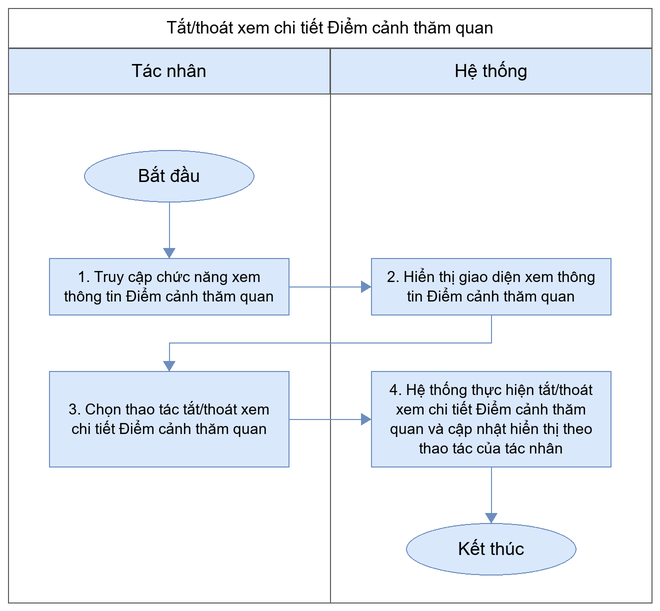 Tắt/thoát xem chi tiết Điểm cảnh thăm quan
Tác nhân
Hệ thống
Bắt đầu
1. Truy cập chức năng xem
thông tin Điểm cảnh thăm quan
2. Hiển thị giao diện xem thông
tin Điểm cảnh thăm quan
3. Chọn thao tác tắt/thoát xem
chi tiết Điểm cảnh thăm quan
4. Hệ thống thực hiện tắt/thoát
xem chi tiết Điểm cảnh thăm
quan và cập nhật hiển thị theo
thao tác của tác nhân
Kết thúc